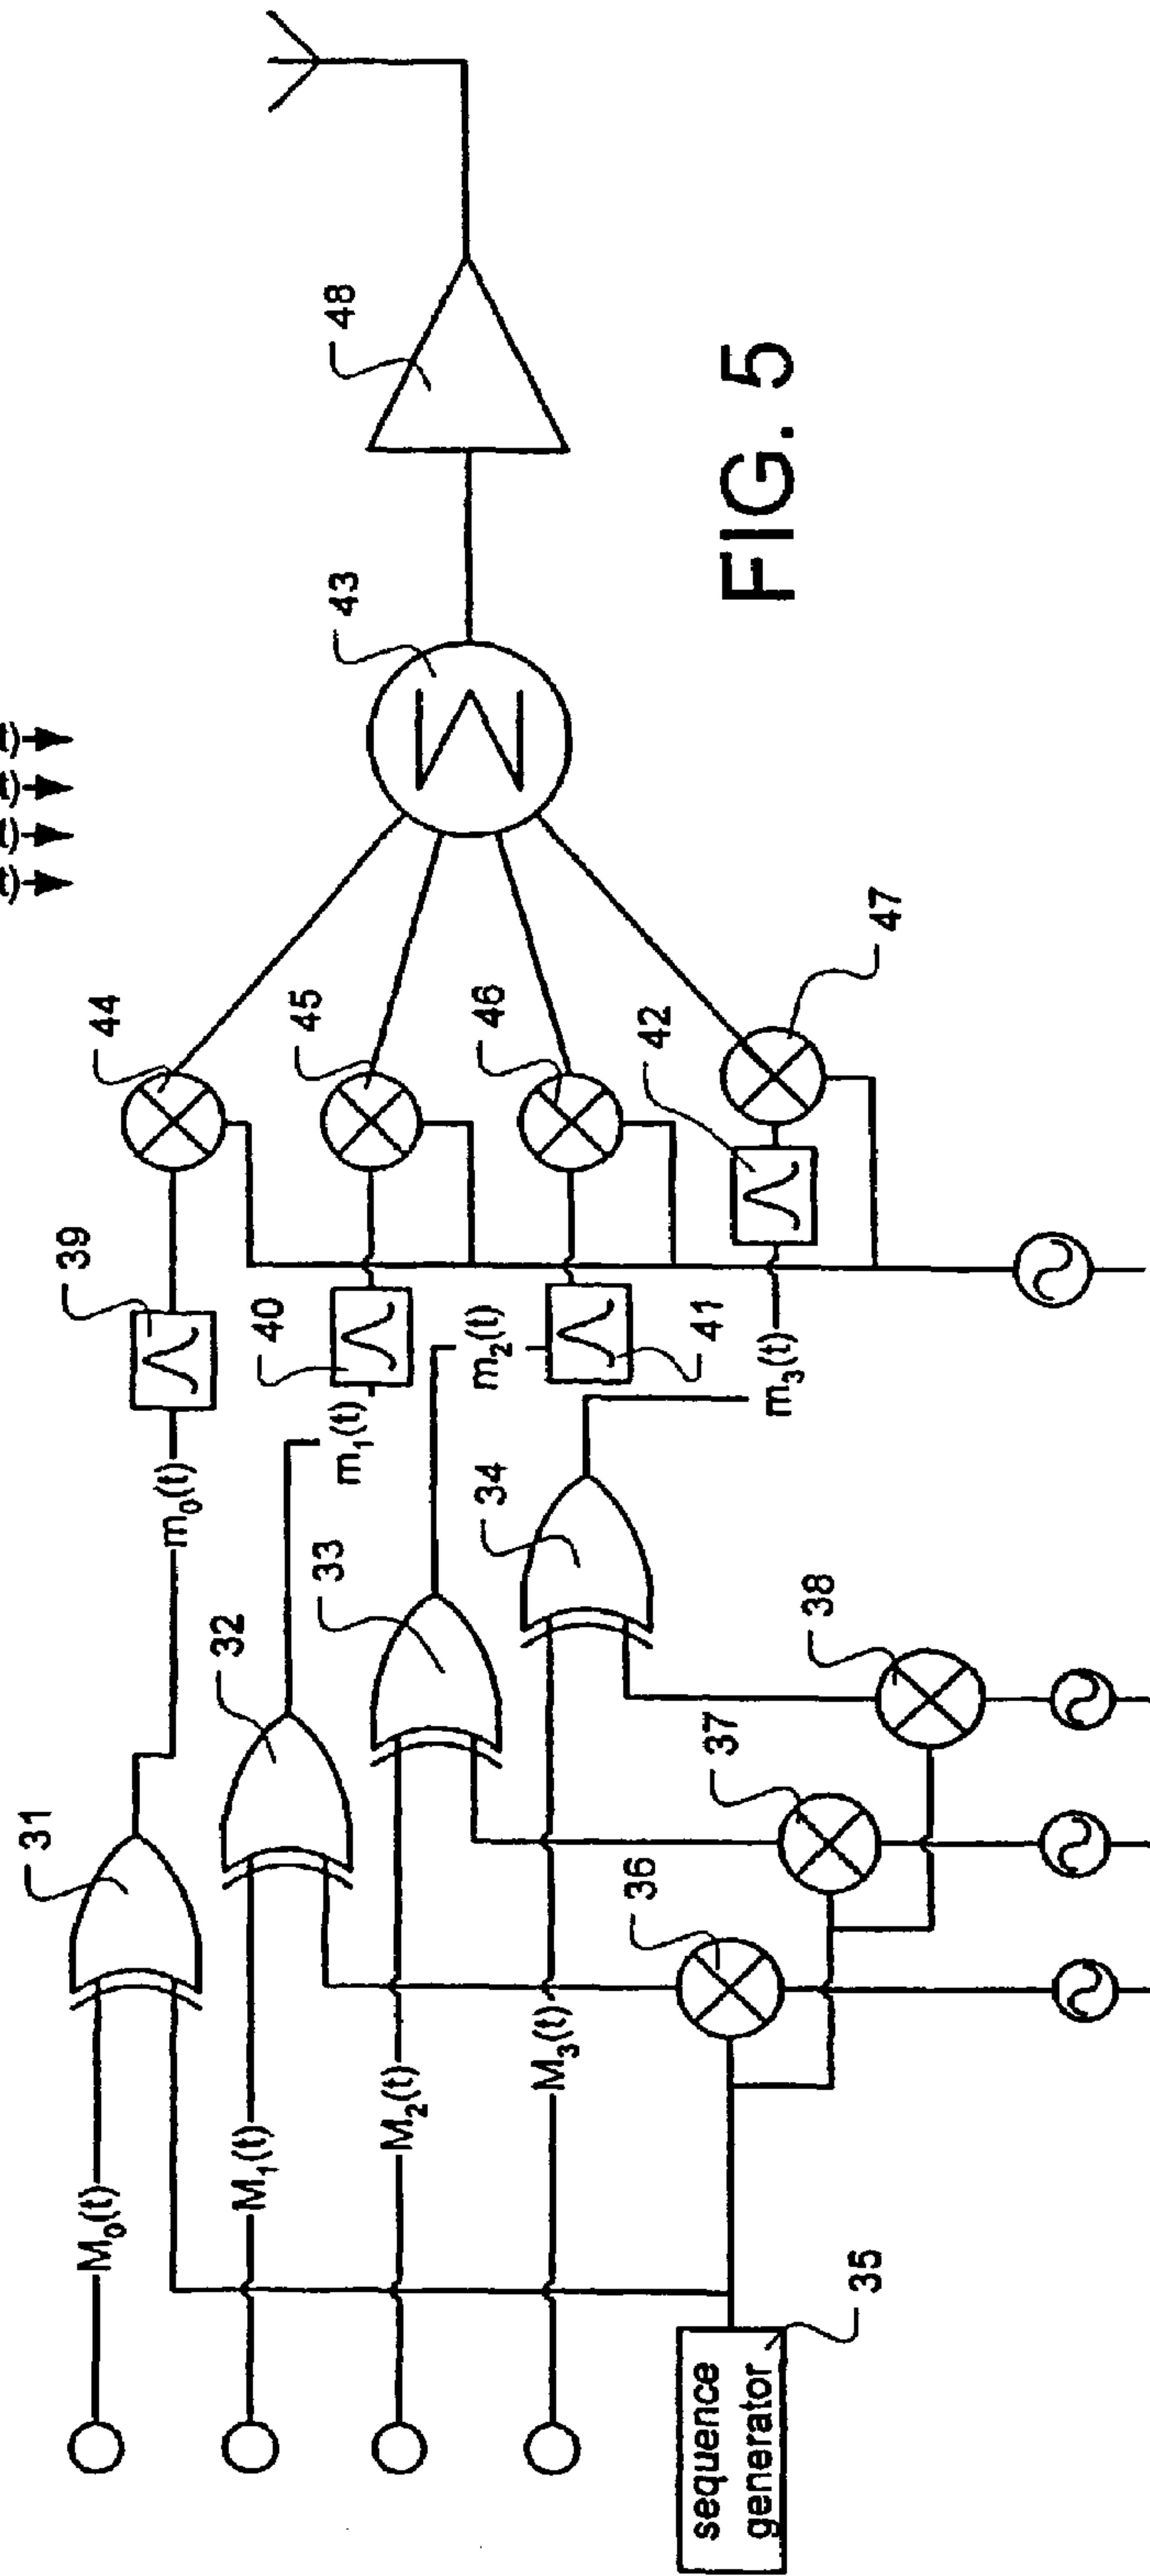 t)
t)
t)
t)
M₀(t)
31
m₀(t)
39
44
M₁(t)
32
m₁(t)
40
45
M₂(t)
33
m₂(t)
41
46
M₃(t)
34
m₃(t)
42
47
43
48
sequence
generator
35
36
37
38
FIG. 5